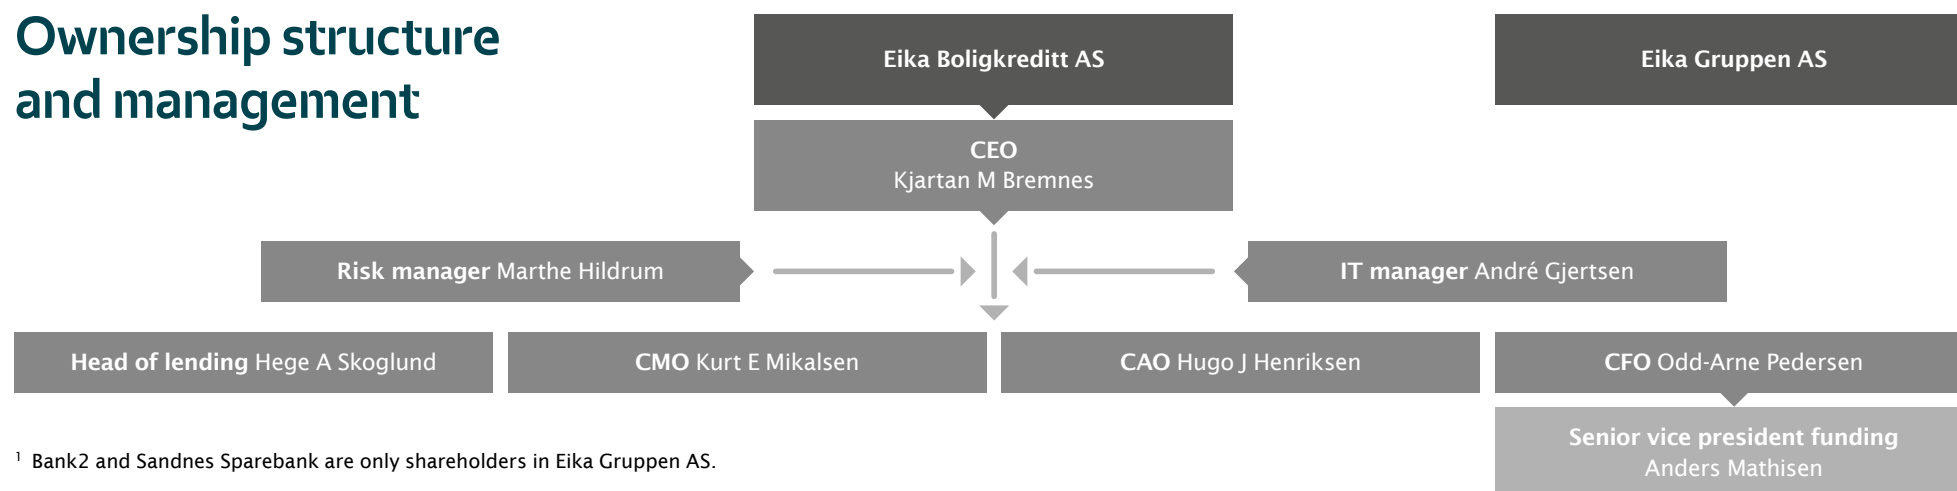 Ownership structure
and management
Eika Boligkreditt AS
Eika Gruppen AS
CEO
Kjartan M Bremnes
Risk manager Marthe Hildrum
IT manager André Gjertsen
Head of lending Hege A Skoglund
CMO Kurt E Mikalsen
CAO Hugo J Henriksen
CFO Odd-Arne Pedersen
Senior vice president funding
Anders Mathisen
1 Bank2 and Sandnes Sparebank are only shareholders in Eika Gruppen AS.